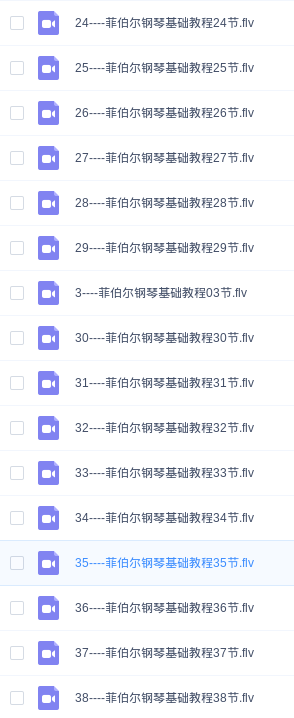 24----菲伯尔钢琴基础教程24节.flv
25----菲伯尔钢琴基础教程25节.flv
26----菲伯尔钢琴基础教程26节.flv
27----菲伯尔钢琴基础教程27节.flv
28----菲伯尔钢琴基础教程28节.flv
29----菲伯尔钢琴基础教程29节.flv
3----菲伯尔钢琴基础教程03节.flv
30----菲伯尔钢琴基础教程30节.flv
31----菲伯尔钢琴基础教程31节.flv
32----菲伯尔钢琴基础教程32节.flv
33----菲伯尔钢琴基础教程33节.flv
34----菲伯尔钢琴基础教程34节.flv
35----菲伯尔钢琴基础教程35节.flv
36----菲伯尔钢琴基础教程36节.flv
37----菲伯尔钢琴基础教程37节.flv
38----菲伯尔钢琴基础教程38节.flv